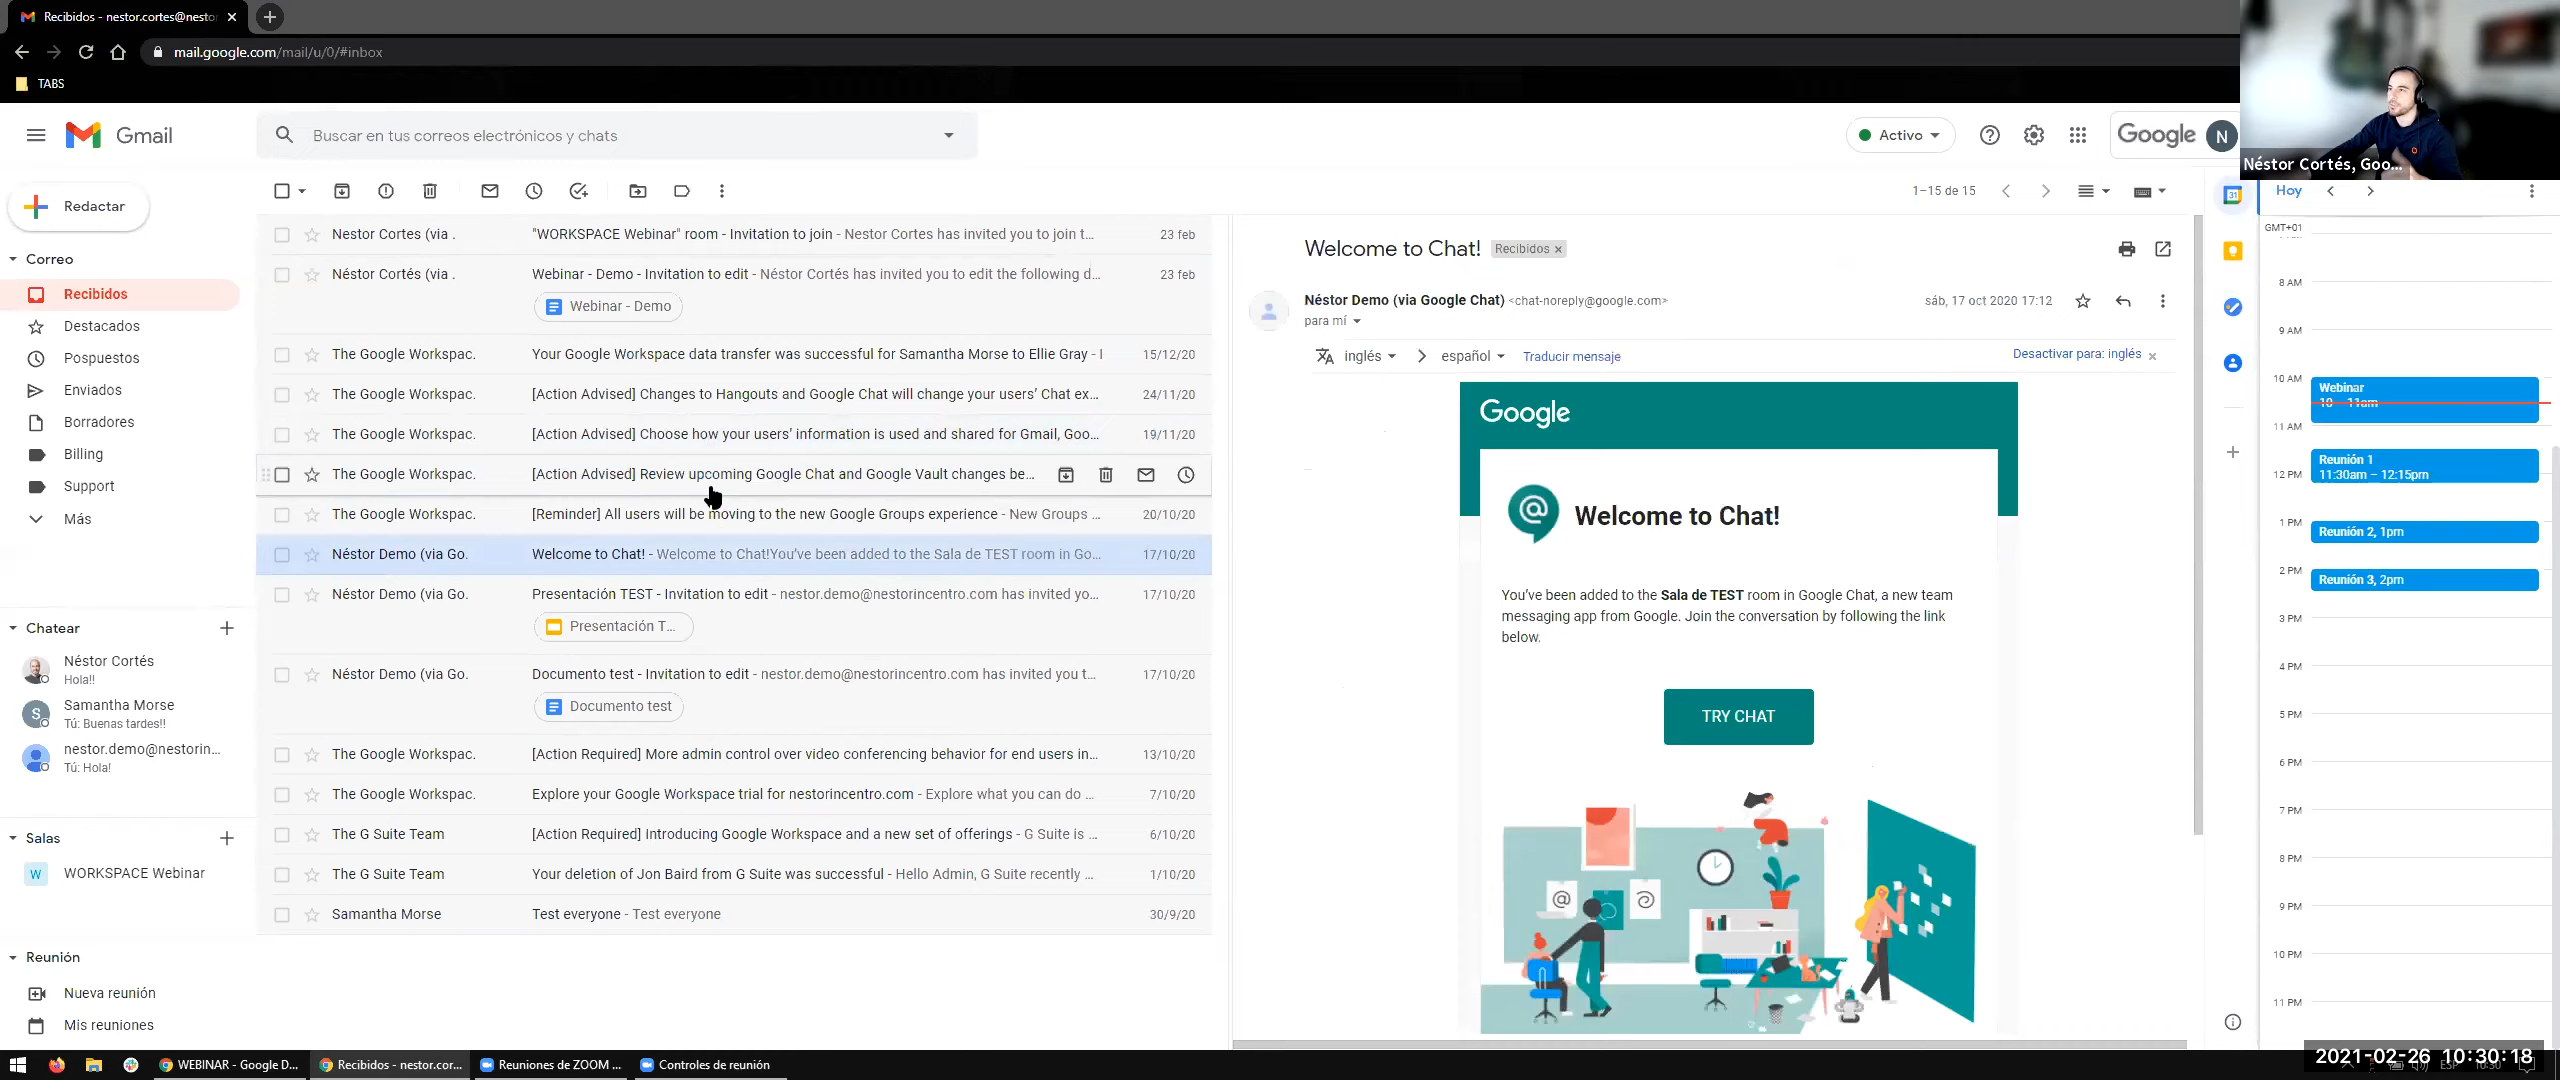 Recibidos - nestor.cortes@nesto
mail.google.com/mail/u/0/#inbox
TABS
Gmail
Buscar en tus correos electrónicos y chats
Activo
Google
N
Néstor Cortés, Goo...
Redactar
1–15 de 15
Hoy
Correo
Recibidos
Destacados
Pospuestos
Enviados
Borradores
Billing
Support
Más
Chatear
Néstor Cortés
Hola!!
S
Samantha Morse
Tú: Buenas tardes!!
nestor.demo@nestorin...
Tú: Hola!
Salas
W
WORKSPACE Webinar
Reunión
Nueva reunión
Mis reuniones
Nestor Cortes (via . "WORKSPACE Webinar" room - Invitation to join - Nestor Cortes has invited you to join t... 23 feb
Néstor Cortés (via . Webinar - Demo - Invitation to edit - Néstor Cortés has invited you to edit the following d... 23 feb
Webinar - Demo
The Google Workspac. Your Google Workspace data transfer was successful for Samantha Morse to Ellie Gray - 15/12/20
The Google Workspac. [Action Advised] Changes to Hangouts and Google Chat will change your users’ Chat ex... 24/11/20
The Google Workspac. [Action Advised] Choose how your users’ information is used and shared for Gmail, Goo... 19/11/20
The Google Workspac. [Action Advised] Review upcoming Google Chat and Google Vault changes be...
The Google Workspac. [Reminder] All users will be moving to the new Google Groups experience - New Groups ... 20/10/20
Néstor Demo (via Go. Welcome to Chat! - Welcome to Chat!You’ve been added to the Sala de TEST room in Go... 17/10/20
Néstor Demo (via Go. Presentación TEST - Invitation to edit - nestor.demo@nestorincentro.com has invited yo... 17/10/20
Presentación T...
Néstor Demo (via Go. Documento test - Invitation to edit - nestor.demo@nestorincentro.com has invited you t... 17/10/20
Documento test
The Google Workspac. [Action Required] More admin control over video conferencing behavior for end users in... 13/10/20
The Google Workspac. Explore your Google Workspace trial for nestorincentro.com - Explore what you can do ... 7/10/20
The G Suite Team [Action Required] Introducing Google Workspace and a new set of offerings - G Suite is ... 6/10/20
The G Suite Team Your deletion of Jon Baird from G Suite was successful - Hello Admin, G Suite recently ... 1/10/20
Samantha Morse Test everyone - Test everyone 30/9/20
Welcome to Chat! Recibidos ×
Néstor Demo (via Google Chat) <chat-noreply@google.com> sáb, 17 oct 2020 17:12
para mí
inglés > español Traducir mensaje Desactivar para: inglés ×
Google
Welcome to Chat!
You’ve been added to the Sala de TEST room in Google Chat, a new team
messaging app from Google. Join the conversation by following the link
below.
TRY CHAT
31
GMT+01
8 AM
9 AM
10 AM
Webinar
10 – 11am
11 AM
Reunión 1
11:30am – 12:15pm
12 PM
1 PM
Reunión 2, 1pm
2 PM
Reunión 3, 2pm
3 PM
4 PM
5 PM
6 PM
7 PM
8 PM
9 PM
10 PM
11 PM
WEBINAR - Google D...
Recibidos - nestor.cor...
Reuniones de ZOOM ...
Controles de reunión
2021-02-26 10:30:18
ESP
10:30